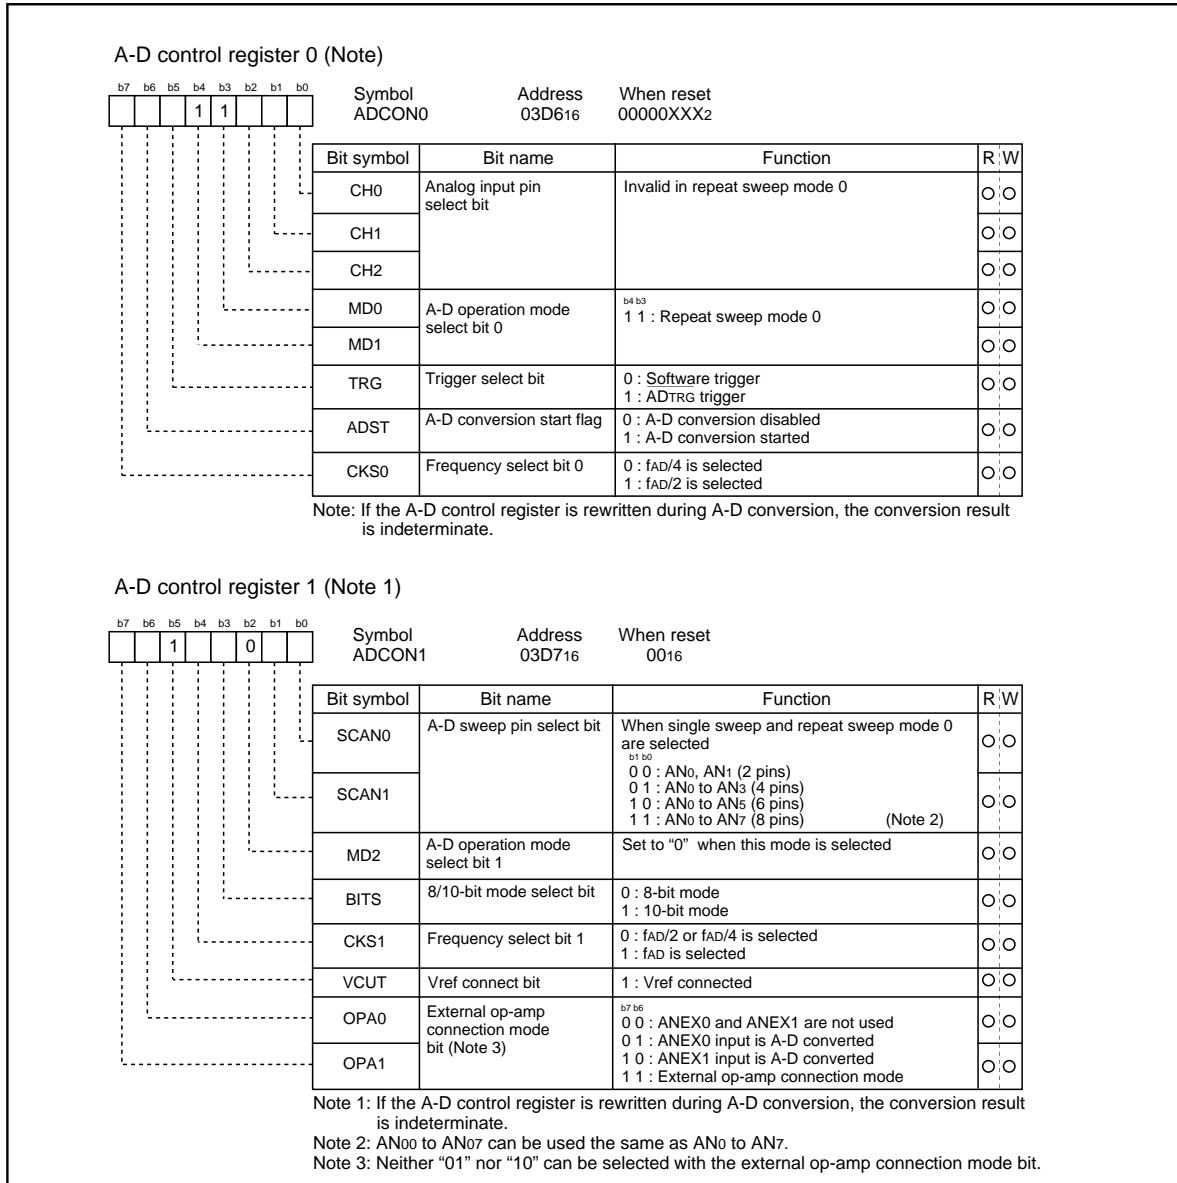 A-D control register 0 (Note)
b7 b6 b5 b4 b3 b2 b1 b0
1 1
Symbol Address When reset
ADCON0 03D616 00000XXX2
Bit symbol Bit name Function R W
CH0 Analog input pin select bit Invalid in repeat sweep mode 0
CH1
CH2
MD0 A-D operation mode select bit 0 b4 b3
1 1 : Repeat sweep mode 0
MD1
TRG Trigger select bit 0 : Software trigger
1 : ADTRG trigger
ADST A-D conversion start flag 0 : A-D conversion disabled
1 : A-D conversion started
CKS0 Frequency select bit 0 0 : fAD/4 is selected
1 : fAD/2 is selected
Note: If the A-D control register is rewritten during A-D conversion, the conversion result
is indeterminate.
A-D control register 1 (Note 1)
b7 b6 b5 b4 b3 b2 b1 b0
1 0
Symbol Address When reset
ADCON1 03D716 0016
Bit symbol Bit name Function R W
SCAN0 A-D sweep pin select bit When single sweep and repeat sweep mode 0
are selected
b1 b0
0 0 : AN0, AN1 (2 pins)
SCAN1 0 1 : AN0 to AN3 (4 pins)
1 0 : AN0 to AN5 (6 pins)
1 1 : AN0 to AN7 (8 pins) (Note 2)
MD2 A-D operation mode select bit 1 Set to “0” when this mode is selected
BITS 8/10-bit mode select bit 0 : 8-bit mode
1 : 10-bit mode
CKS1 Frequency select bit 1 0 : fAD/2 or fAD/4 is selected
1 : fAD is selected
VCUT Vref connect bit 1 : Vref connected
OPA0 External op-amp connection mode bit (Note 3) b7 b6
0 0 : ANEX0 and ANEX1 are not used
0 1 : ANEX0 input is A-D converted
OPA1 1 0 : ANEX1 input is A-D converted
1 1 : External op-amp connection mode
Note 1: If the A-D control register is rewritten during A-D conversion, the conversion result
is indeterminate.
Note 2: AN00 to AN07 can be used the same as AN0 to AN7.
Note 3: Neither “01” nor “10” can be selected with the external op-amp connection mode bit.